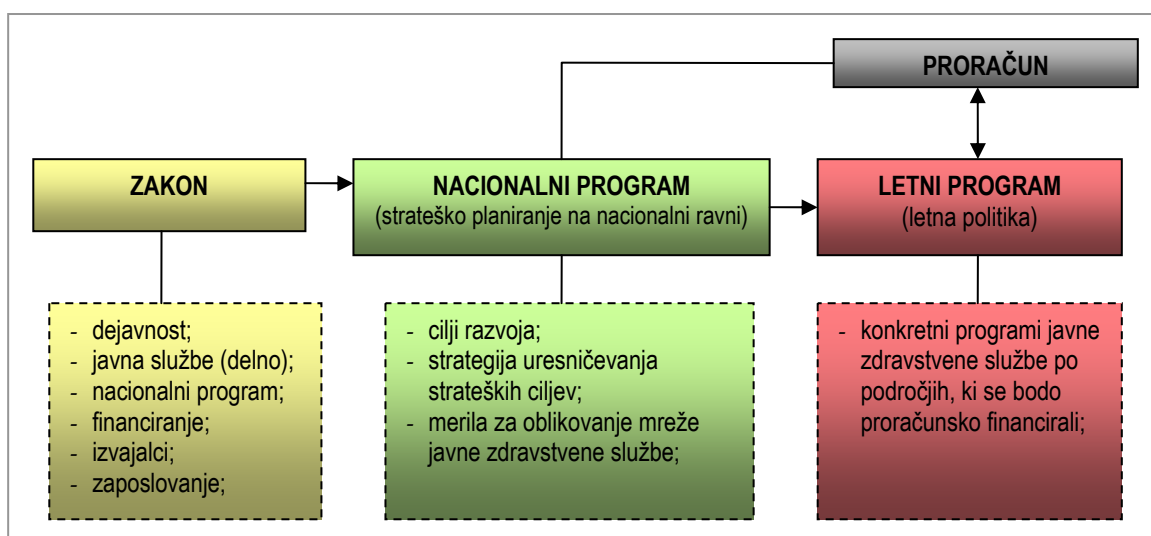 PRORAČUN
ZAKON
NACIONALNI PROGRAM
(strateško planiranje na nacionalni ravni)
LETNI PROGRAM
(letna politika)
- dejavnost;
- javna službe (delno);
- nacionalni program;
- financiranje;
- izvajalci;
- zaposlovanje;
- cilji razvoja;
- strategija uresničevanja
strateških ciljev;
- merila za oblikovanje mreže
javne zdravstvene službe;
- konkretni programi javne
zdravstvene službe po
področjih, ki se bodo
proračunsko financirali;